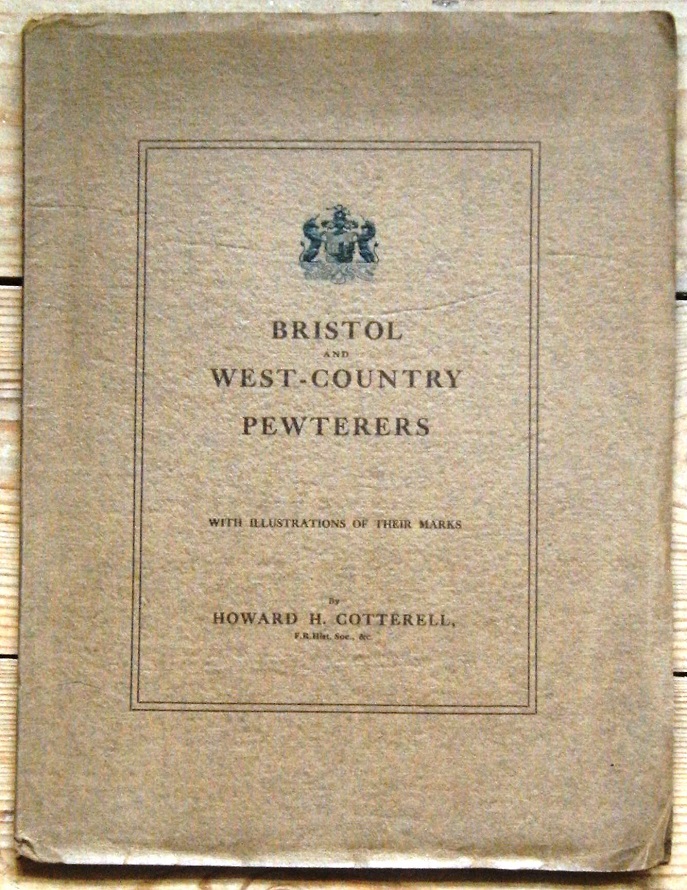 BRISTOL
AND
WEST-COUNTRY
PEWTERERS
WITH ILLUSTRATIONS OF THEIR MARKS
By
HOWARD H. COTTERELL,
F.R.Hist. Soc., &c.